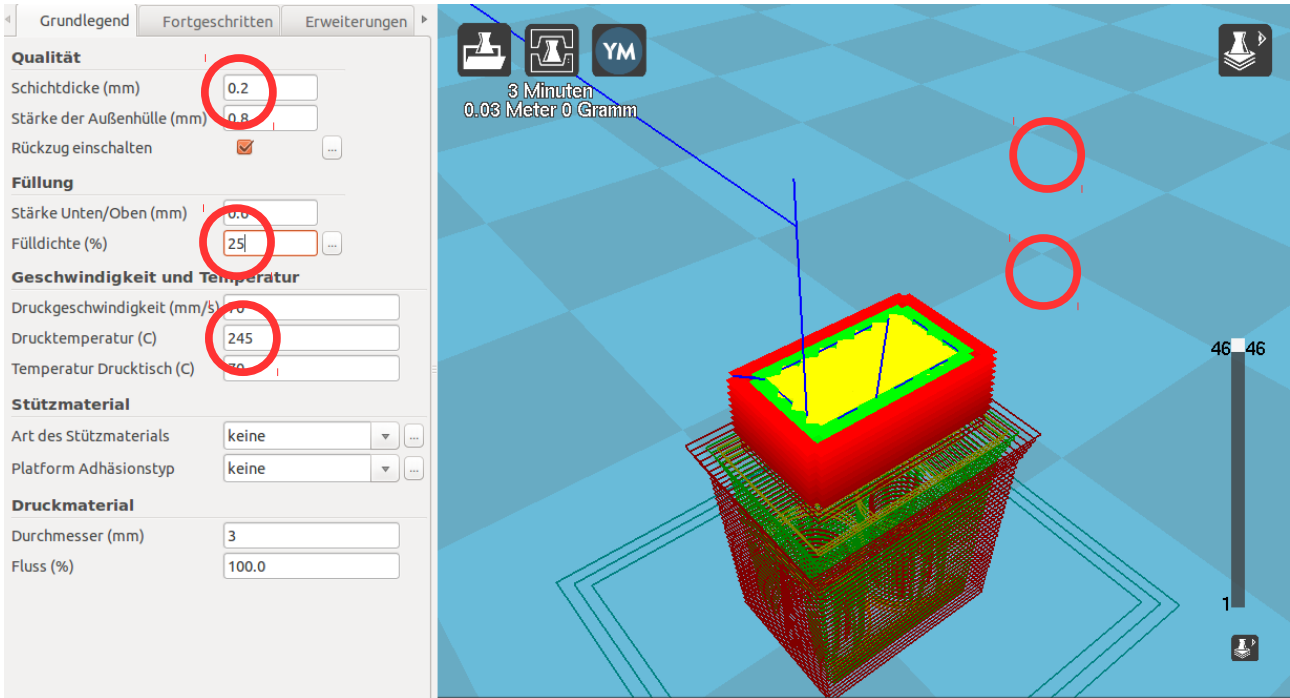 Grundlegend Fortgeschritten Erweiterungen
Qualität
Schichtdicke (mm) 0.2
Stärke der Außenhülle (mm) 0.8
Rückzug einschalten ...
Füllung
Stärke Unten/Oben (mm)
Fülldichte (%) 25 ...
Geschwindigkeit und Temperatur
Druckgeschwindigkeit (mm/s)
Drucktemperatur (C) 245
Temperatur Drucktisch (C)
Stützmaterial
Art des Stützmaterials keine ...
Platform Adhäsionstyp keine ...
Druckmaterial
Durchmesser (mm) 3
Fluss (%) 100.0
YM
3 Minuten
0.03 Meter 0 Gramm
46 46
1